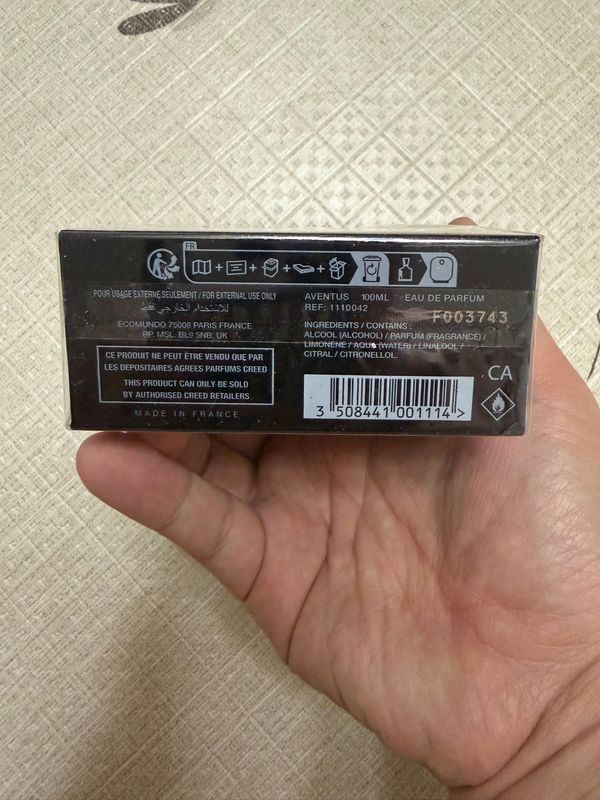 FR
POUR USAGE EXTERNE SEULEMENT / FOR EXTERNAL USE ONLY
للاستخدام الخارجي فقط
ECOMUNDO 75008 PARIS FRANCE
RP, MSL, BL9 5NB, UK
CE PRODUIT NE PEUT ÊTRE VENDU QUE PAR
LES DEPOSITAIRES AGREES PARFUMS CREED
THIS PRODUCT CAN ONLY BE SOLD
BY AUTHORISED CREED RETAILERS
MADE IN FRANCE
AVENTUS 100ML EAU DE PARFUM
REF: 1110042
F003743
INGREDIENTS / CONTAINS :
ALCOOL (ALCOHOL) / PARFUM (FRAGRANCE) /
LIMONENE / AQUA (WATER) / LINALOOL /
CITRAL / CITRONELLOL.
CA
3 508441 001114 >